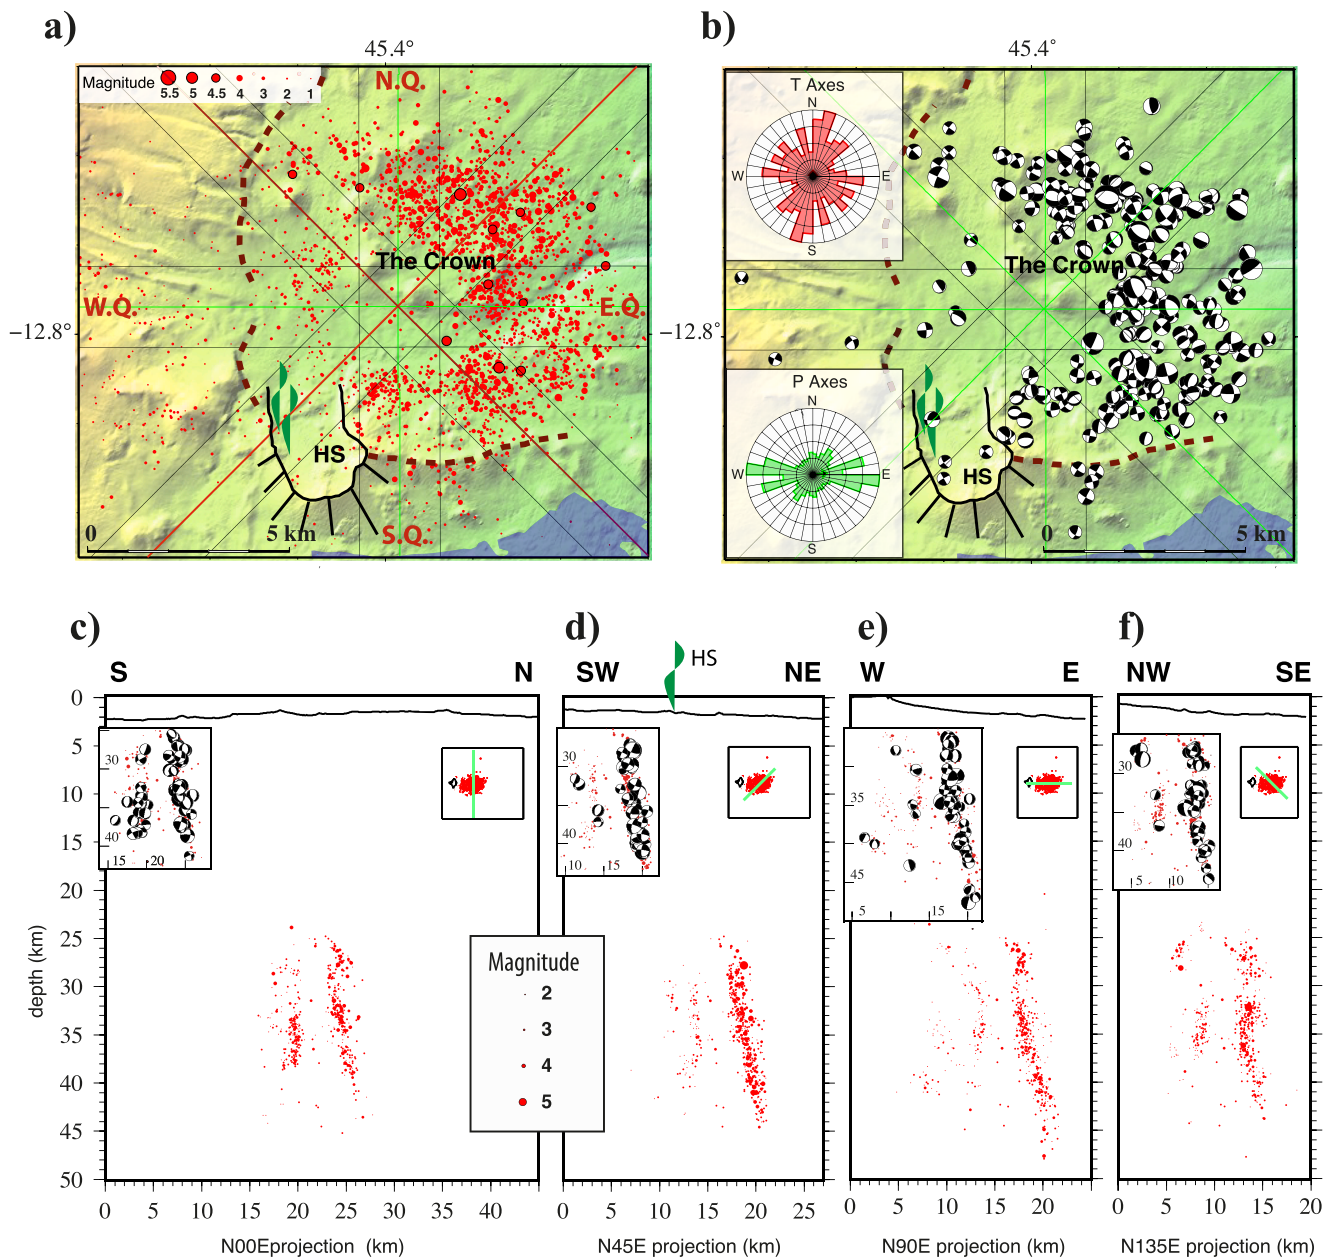 a)
b)
45.4°
45.4°
Magnitude
5.5 5 4.5 4 3 2 1
N.Q.
The Crown
W.Q.
E.Q.
−12.8°
HS
S.Q.
0 5 km
T Axes
N
W E
S
The Crown
−12.8°
P Axes
N
W E
S
HS
0 5 km
c)
d)
e)
f)
S N
SW HS NE
W E
NW SE
0
5
10
15
20
25
30
35
40
45
50
depth (km)
30
40
15 20
30
40
10 15
35
45
5 15
30
40
5 10
Magnitude
2
3
4
5
0 5 10 15 20 25 30 35 40
0 5 10 15 20 25
0 5 10 15 20
0 5 10 15 20
N00Eprojection (km)
N45E projection (km)
N90E projection (km)
N135E projection (km)